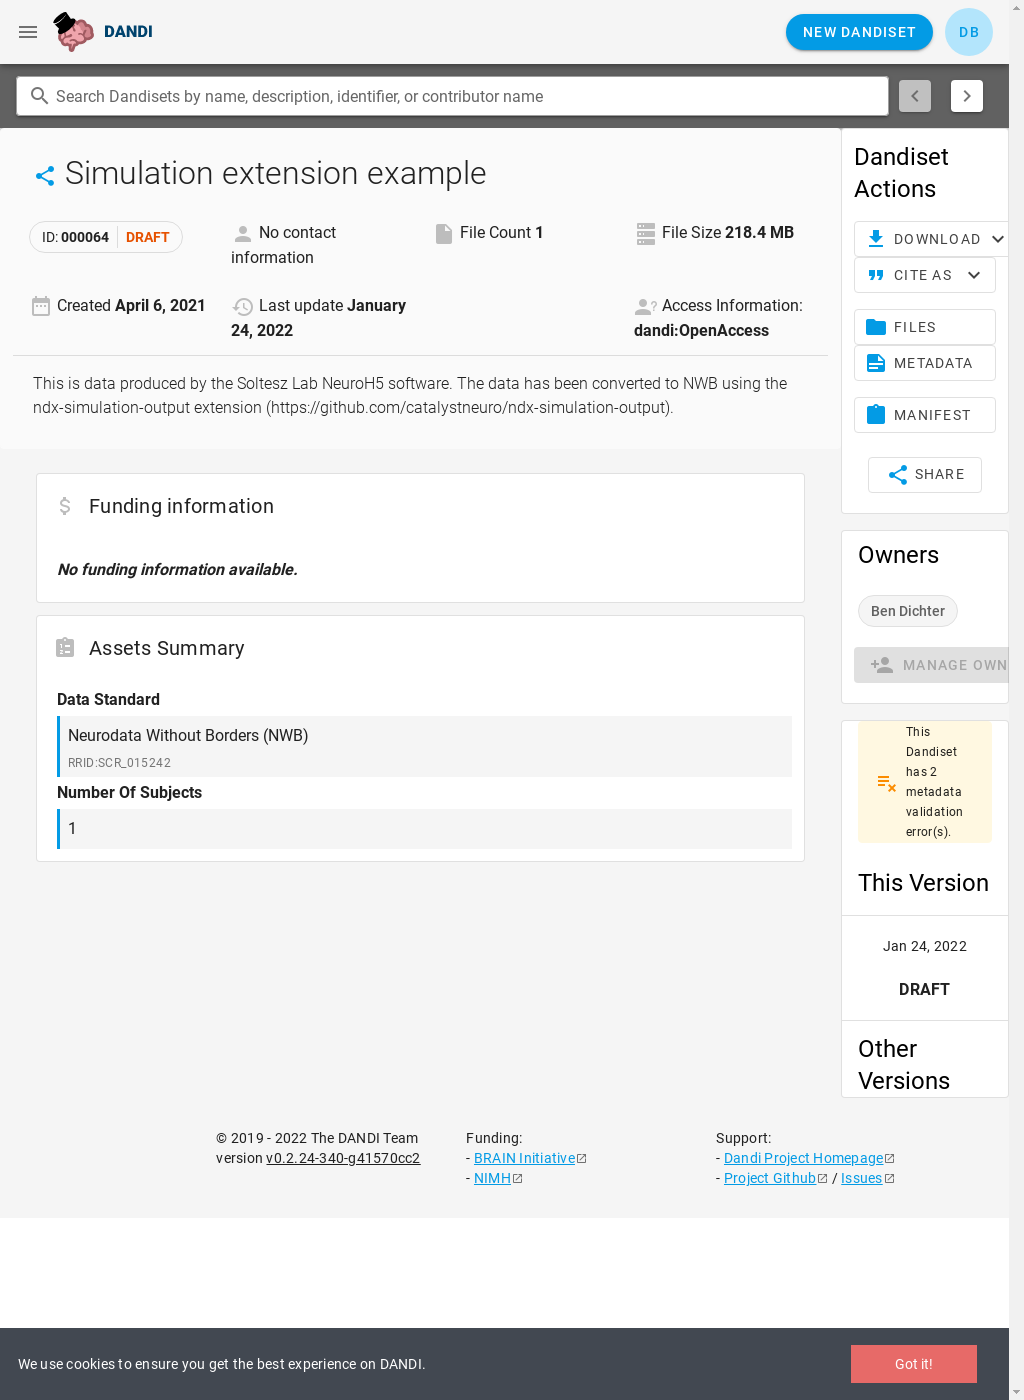 DANDI
NEW DANDISET
DB
Search Dandisets by name, description, identifier, or contributor name
Simulation extension example
ID: 000064 DRAFT
No contact
information
File Count 1
File Size 218.4 MB
Created April 6, 2021
Last update January
24, 2022
Access Information:
dandi:OpenAccess
This is data produced by the Soltesz Lab NeuroH5 software. The data has been converted to NWB using the
ndx-simulation-output extension (https://github.com/catalystneuro/ndx-simulation-output).
Funding information
No funding information available.
Assets Summary
Data Standard
Neurodata Without Borders (NWB)
RRID:SCR_015242
Number Of Subjects
1
Dandiset
Actions
DOWNLOAD
CITE AS
FILES
METADATA
MANIFEST
SHARE
Owners
Ben Dichter
MANAGE OWN
This
Dandiset
has 2
metadata
validation
error(s).
This Version
Jan 24, 2022
DRAFT
Other
Versions
© 2019 - 2022 The DANDI Team
version v0.2.24-340-g41570cc2
Funding:
- BRAIN Initiative
- NIMH
Support:
- Dandi Project Homepage
- Project Github / Issues
We use cookies to ensure you get the best experience on DANDI.
Got it!